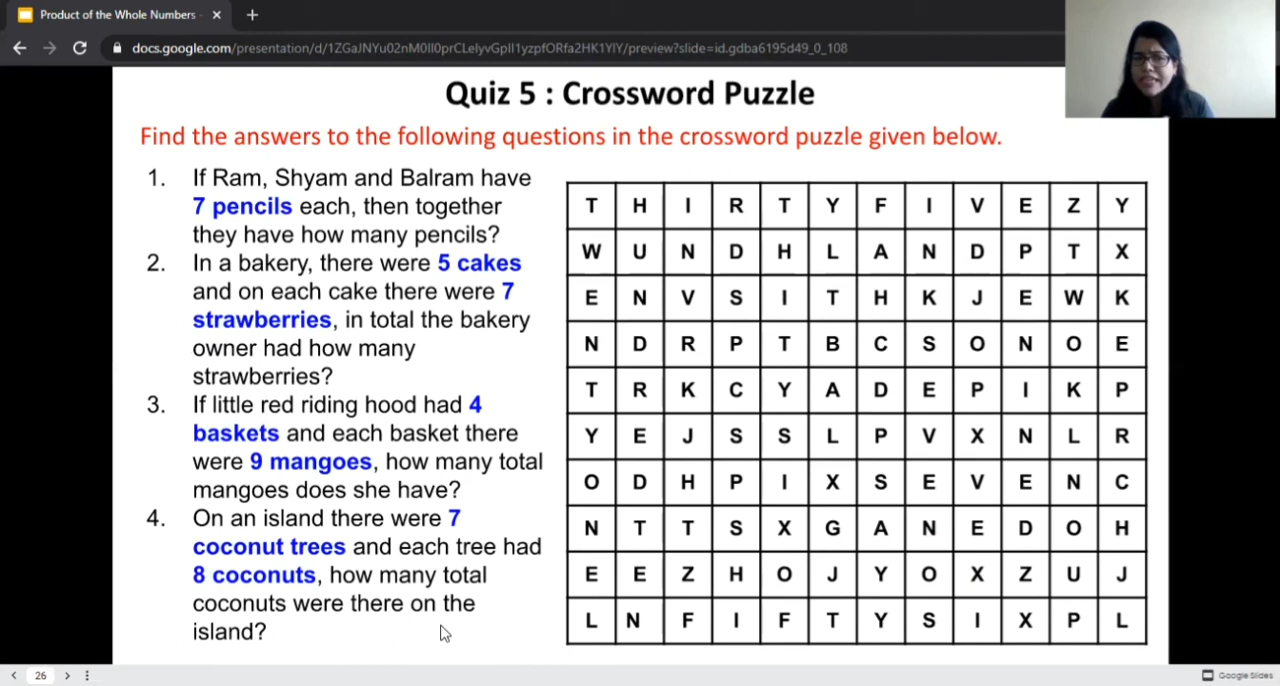 Product of the Whole Numbers -
docs.google.com/presentation/d/1ZGaJNYu02nM0Il0prCLelyvGpll1yzpfORfa2HK1YlY/preview?slide=id.gdba6195d49_0_108
Quiz 5 : Crossword Puzzle
Find the answers to the following questions in the crossword puzzle given below.
1. If Ram, Shyam and Balram have
7 pencils each, then together
they have how many pencils?
2. In a bakery, there were 5 cakes
and on each cake there were 7
strawberries, in total the bakery
owner had how many
strawberries?
3. If little red riding hood had 4
baskets and each basket there
were 9 mangoes, how many total
mangoes does she have?
4. On an island there were 7
coconut trees and each tree had
8 coconuts, how many total
coconuts were there on the
island?
T H I R T Y F I V E Z Y
W U N D H L A N D P T X
E N V S I T H K J E W K
N D R P T B C S O N O E
T R K C Y A D E P I K P
Y E J S S L P V X N L R
O D H P I X S E V E N C
N T T S X G A N E D O H
E E Z H O J Y O X Z U J
L N F I F T Y S I X P L
26
Google Slides